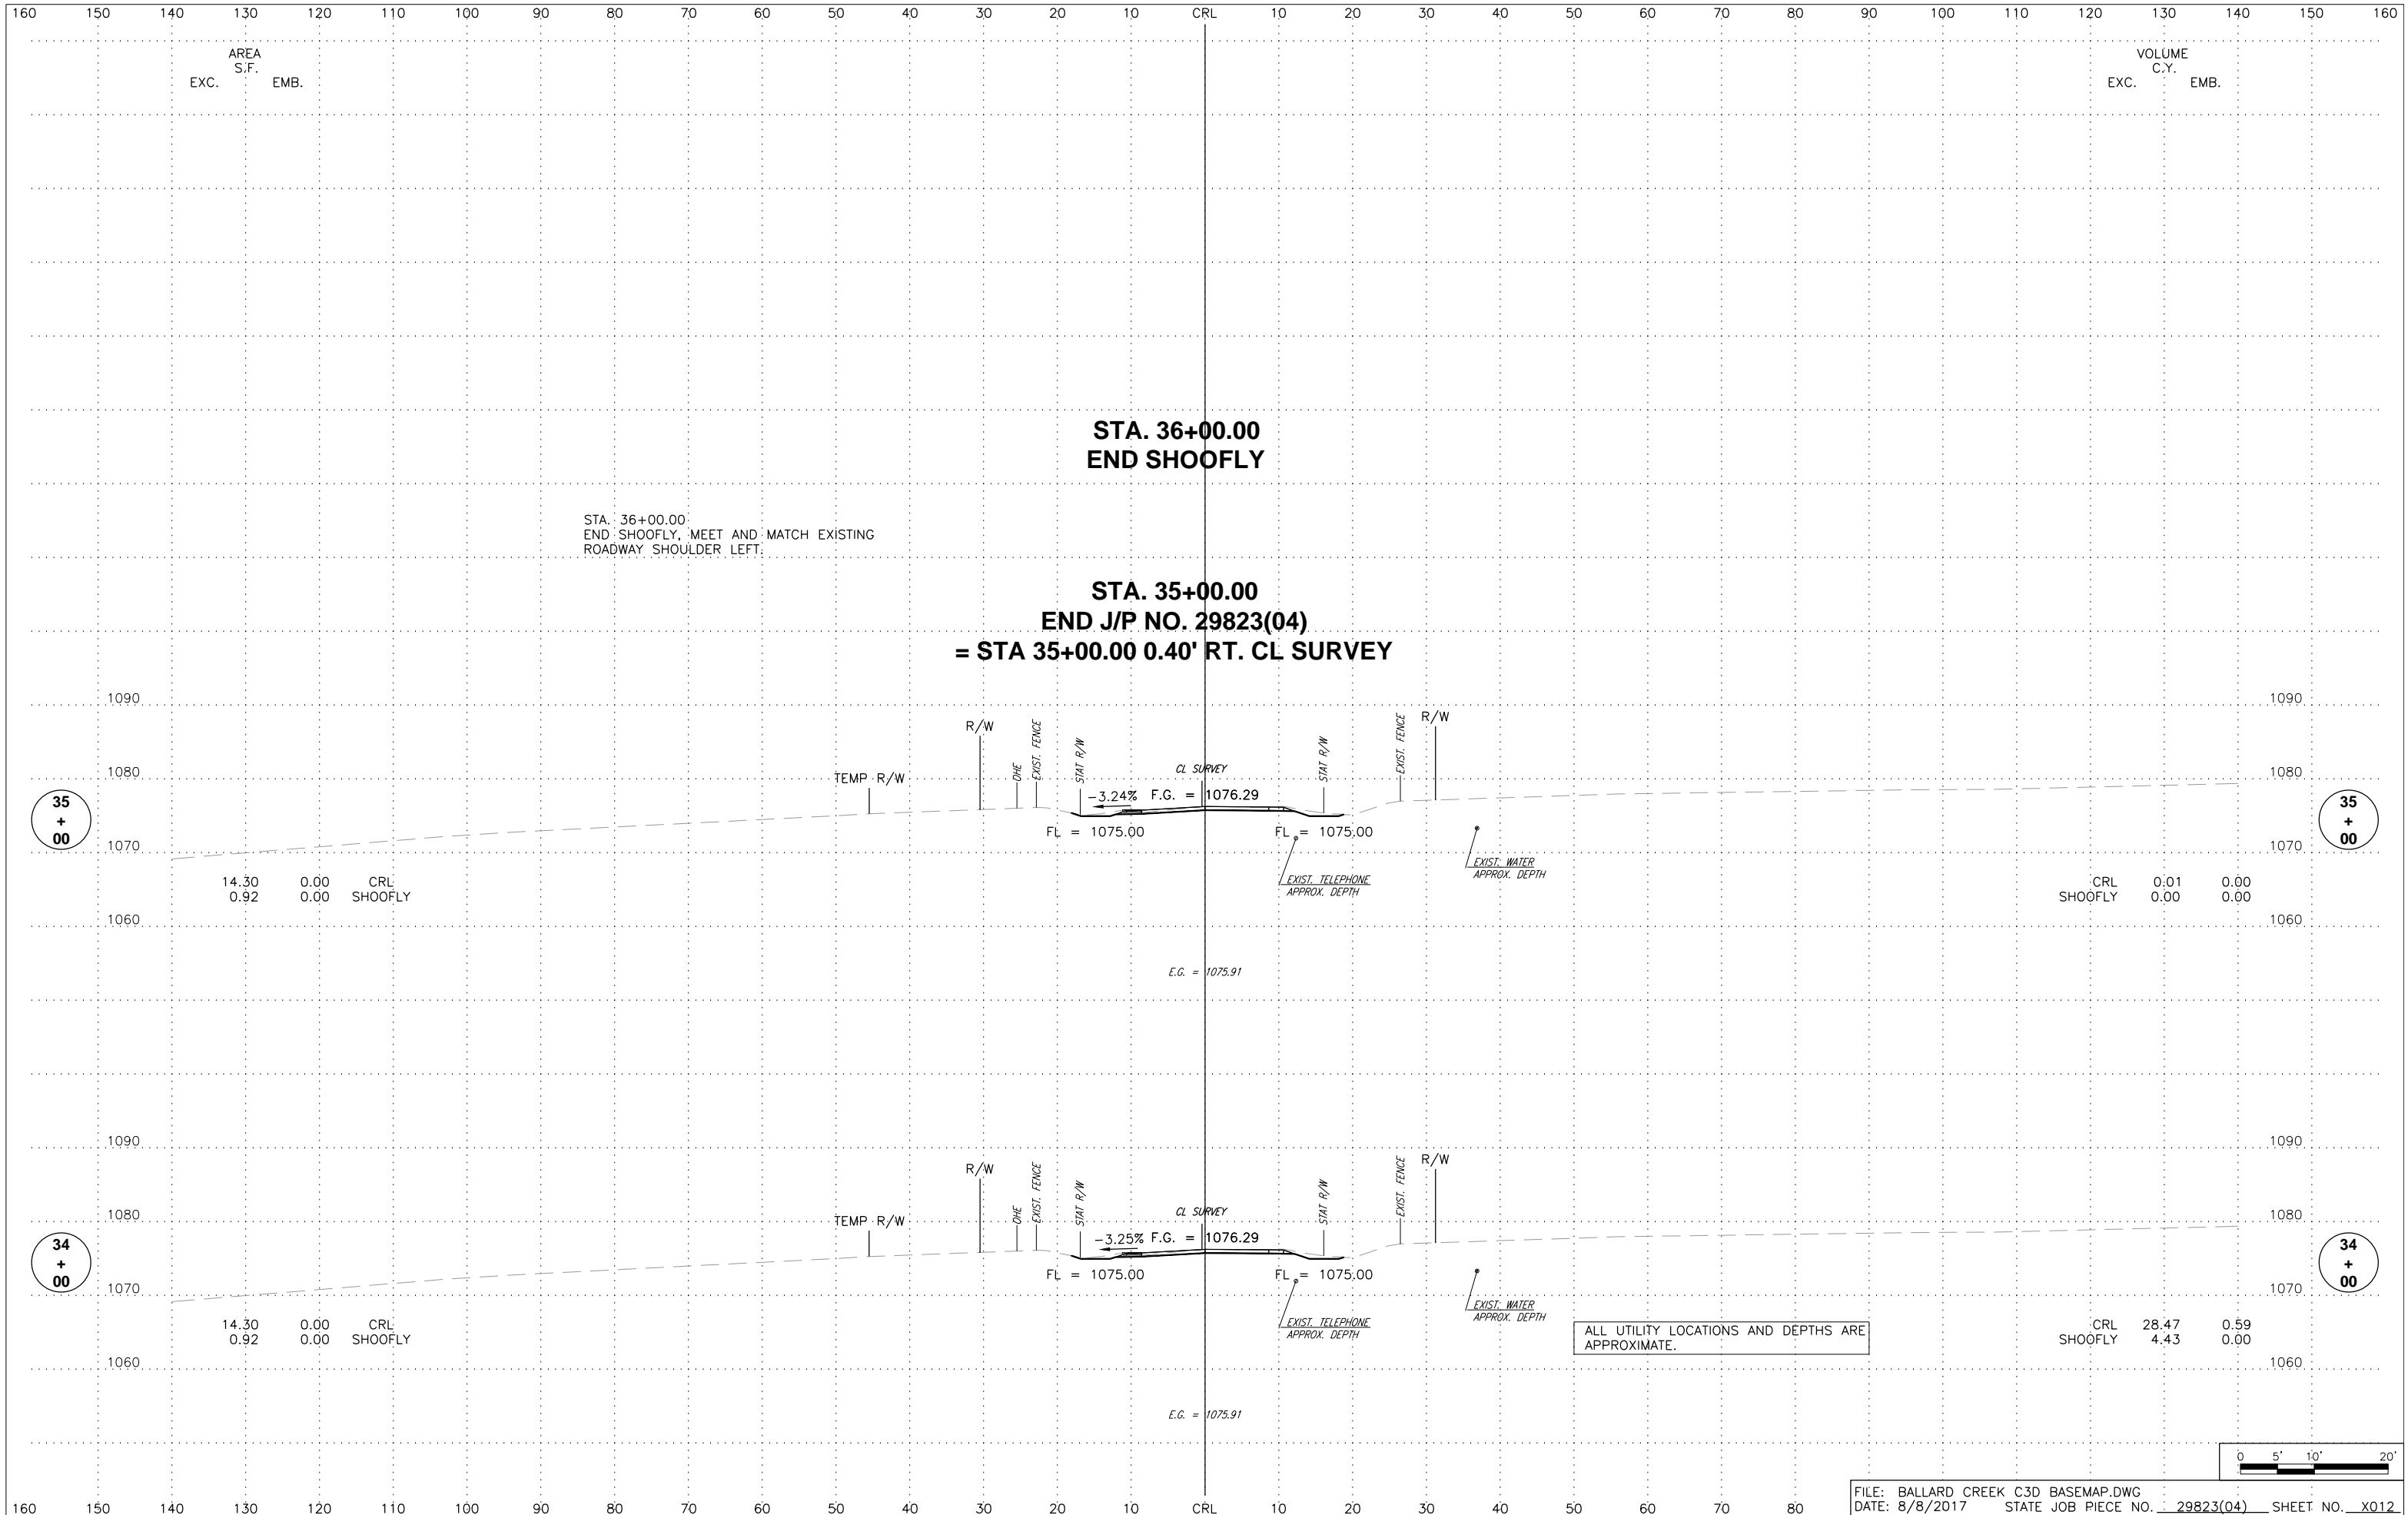 160 150 140 130 120 110 100 90 80 70 60 50 40 30 20 10 CRL 10 20 30 40 50 60 70 80 90 100 110 120 130 140 150 160
AREA
S.F.
EXC. EMB.
VOLUME
C.Y.
EXC. EMB.
STA. 36+00.00
END SHOOFLY
STA. 36+00.00
END SHOOFLY, MEET AND MATCH EXISTING
ROADWAY SHOULDER LEFT.
STA. 35+00.00
END J/P NO. 29823(04)
= STA 35+00.00 0.40' RT. CL SURVEY
1090 1090
R/W EXIST. FENCE EXIST. FENCE R/W
TEMP R/W OHE STAT R/W CL SURVEY STAT R/W
1080 1080
-3.24% F.G. = 1076.29
35
+
00
35
+
00
FL = 1075.00 FL = 1075.00
1070 1070
EXIST. WATER
APPROX. DEPTH
EXIST. TELEPHONE
APPROX. DEPTH
14.30 0.00 CRL
0.92 0.00 SHOOFLY
CRL 0.01 0.00
SHOOFLY 0.00 0.00
1060 1060
E.G. = 1075.91
1090 1090
R/W EXIST. FENCE EXIST. FENCE R/W
TEMP R/W OHE STAT R/W CL SURVEY STAT R/W
1080 1080
-3.25% F.G. = 1076.29
34
+
00
34
+
00
FL = 1075.00 FL = 1075.00
1070 1070
EXIST. WATER
APPROX. DEPTH
EXIST. TELEPHONE
APPROX. DEPTH
14.30 0.00 CRL
0.92 0.00 SHOOFLY
ALL UTILITY LOCATIONS AND DEPTHS ARE
APPROXIMATE.
CRL 28.47 0.59
SHOOFLY 4.43 0.00
1060 1060
E.G. = 1075.91
0 5' 10' 20'
160 150 140 130 120 110 100 90 80 70 60 50 40 30 20 10 CRL 10 20 30 40 50 60 70 80
FILE: BALLARD CREEK C3D BASEMAP.DWG
DATE: 8/8/2017 STATE JOB PIECE NO. 29823(04) SHEET NO. X012